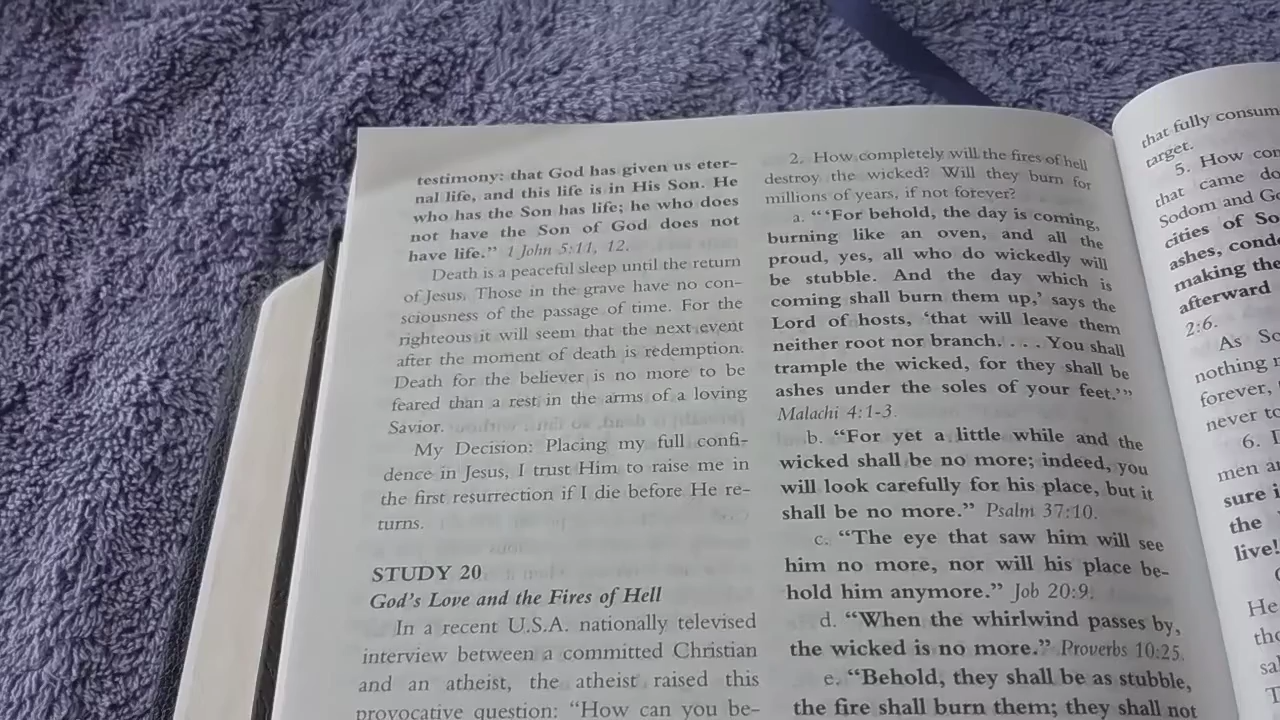 testimony: that God has given us eter-
nal life, and this life is in His Son. He
who has the Son has life; he who does
not have the Son of God does not
have life.” 1 John 5:11, 12.
Death is a peaceful sleep until the return
of Jesus. Those in the grave have no con-
sciousness of the passage of time. For the
righteous it will seem that the next event
after the moment of death is redemption.
Death for the believer is no more to be
feared than a rest in the arms of a loving
Savior.
My Decision: Placing my full confi-
dence in Jesus, I trust Him to raise me in
the first resurrection if I die before He re-
turns.
STUDY 20
God’s Love and the Fires of Hell
In a recent U.S.A. nationally televised
interview between a committed Christian
and an atheist, the atheist raised this
provocative question: “How can you be-
2. How completely will the fires of hell
destroy the wicked? Will they burn for
millions of years, if not forever?
a. “‘For behold, the day is coming,
burning like an oven, and all the
proud, yes, all who do wickedly will
be stubble. And the day which is
coming shall burn them up,’ says the
Lord of hosts, ‘that will leave them
neither root nor branch.’. . . You shall
trample the wicked, for they shall be
ashes under the soles of your feet.’”
Malachi 4:1-3.
b. “For yet a little while and the
wicked shall be no more; indeed, you
will look carefully for his place, but it
shall be no more.” Psalm 37:10.
c. “The eye that saw him will see
him no more, nor will his place be-
hold him anymore.” Job 20:9.
d. “When the whirlwind passes by,
the wicked is no more.” Proverbs 10:25.
e. “Behold, they shall be as stubble,
the fire shall burn them; they shall not
that fully consum
target.
5. How
that came
Sodom and
cities of
ashes,
making the
afterward
2:6.
As
nothing
forever,
never to
6.
men
sure
the
live!
He